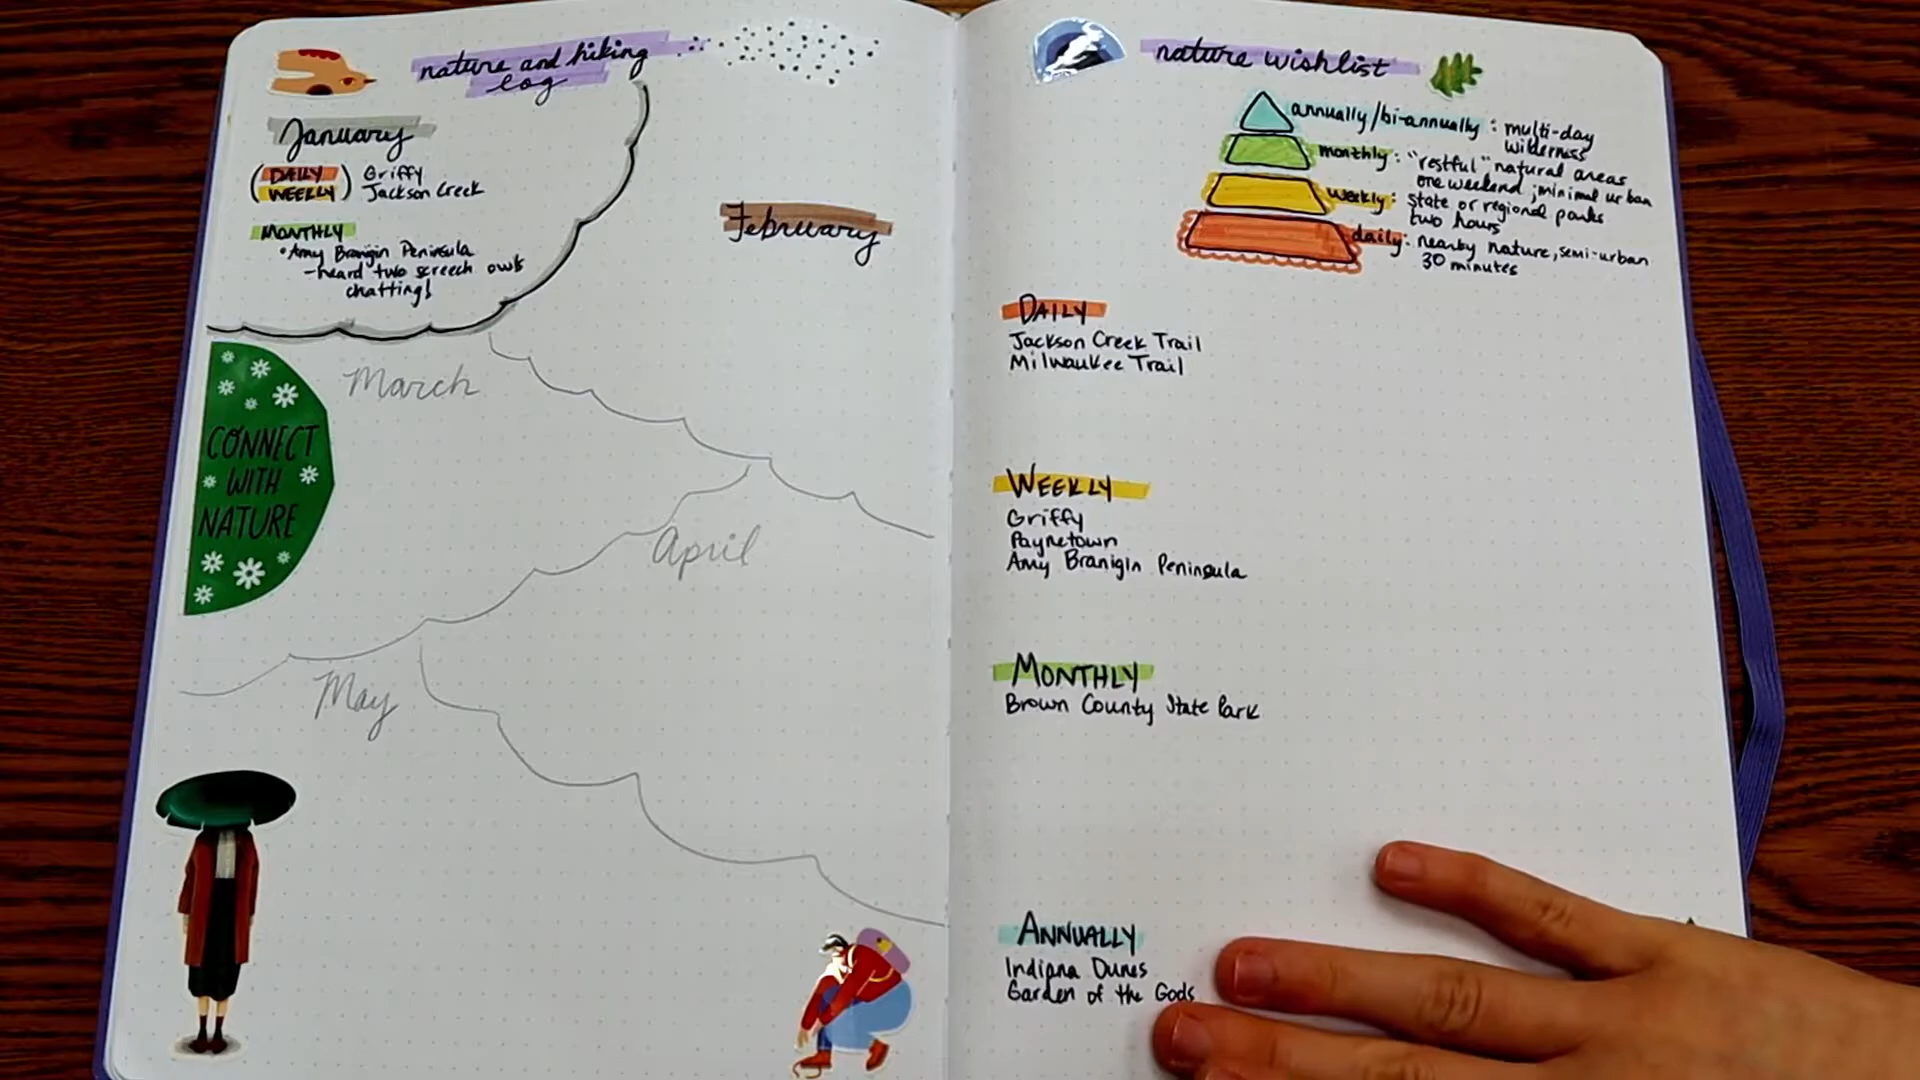 nature and hiking
log
January
(DAILY) Griffy
(WEEKLY) Jackson Creek
MONTHLY
• Amy Branigin Peninsula
- heard two screech owls
chatting!
February
March
CONNECT
WITH
NATURE
April
May
nature wishlist
annually/bi-annually: multi-day
wilderness
monthly: "restful" natural areas
one weekend; minimal urban
weekly: state or regional parks
two hours
daily: nearby nature, semi-urban
30 minutes
DAILY
Jackson Creek Trail
Milwaukee Trail
WEEKLY
Griffy
Paynetown
Amy Branigin Peninsula
MONTHLY
Brown County State Park
ANNUALLY
Indiana Dunes
Garden of the Gods